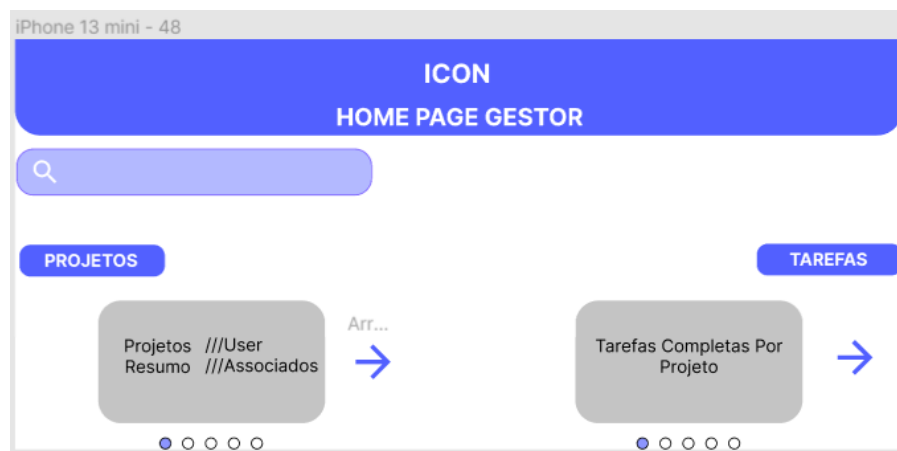 iPhone 13 mini - 48
ICON
HOME PAGE GESTOR
PROJETOS
TAREFAS
Projetos ///User
Resumo ///Associados
Arr...
Tarefas Completas Por
Projeto